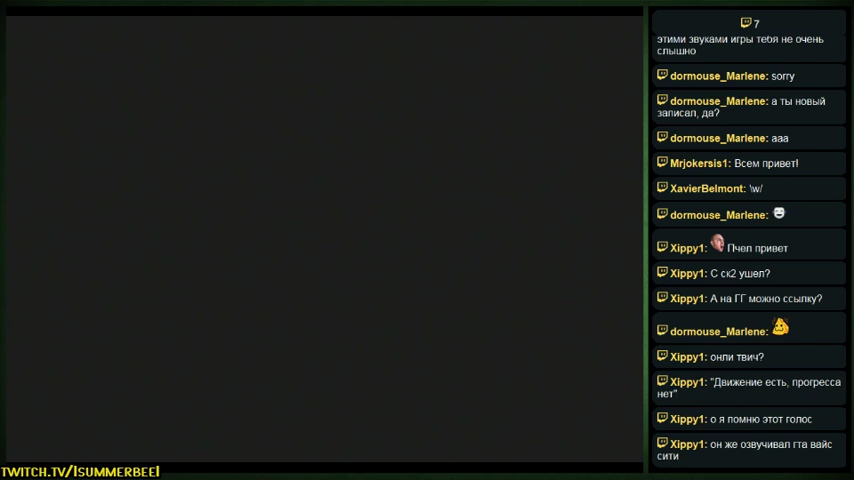 7
этими звуками игры тебя не очень
слышно
dormouse_Marlene: sorry
dormouse_Marlene: а ты новый
записал, да?
dormouse_Marlene: ааа
Mrjokersis1: Всем привет!
XavierBelmont: \w/
dormouse_Marlene:
Xippy1: Пчел привет
Xippy1: С ск2 ушел?
Xippy1: А на ГГ можно ссылку?
dormouse_Marlene:
Xippy1: онли твич?
Xippy1: "Движение есть, прогресса
нет"
Xippy1: о я помню этот голос
Xippy1: он же озвучивал гта вайс
сити
TWITCH.TV/ISUMMERBEEI